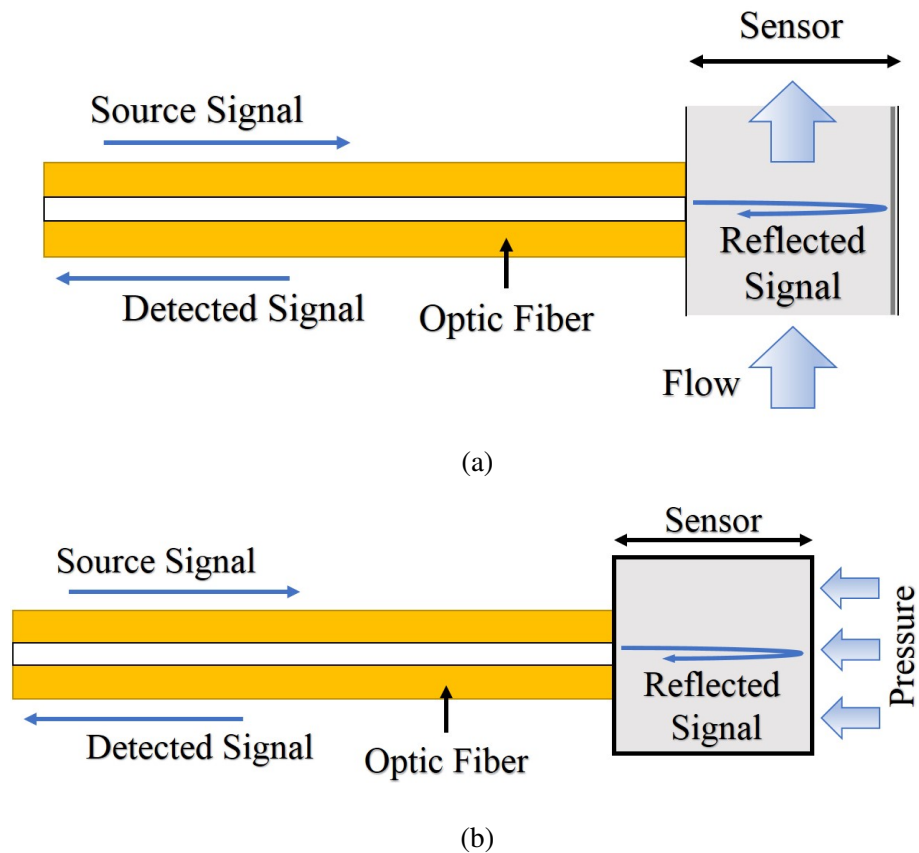 Sensor
Source Signal
Reflected
Signal
Detected Signal
Optic Fiber
Flow
(a)
Sensor
Source Signal
Pressure
Reflected
Signal
Detected Signal
Optic Fiber
(b)